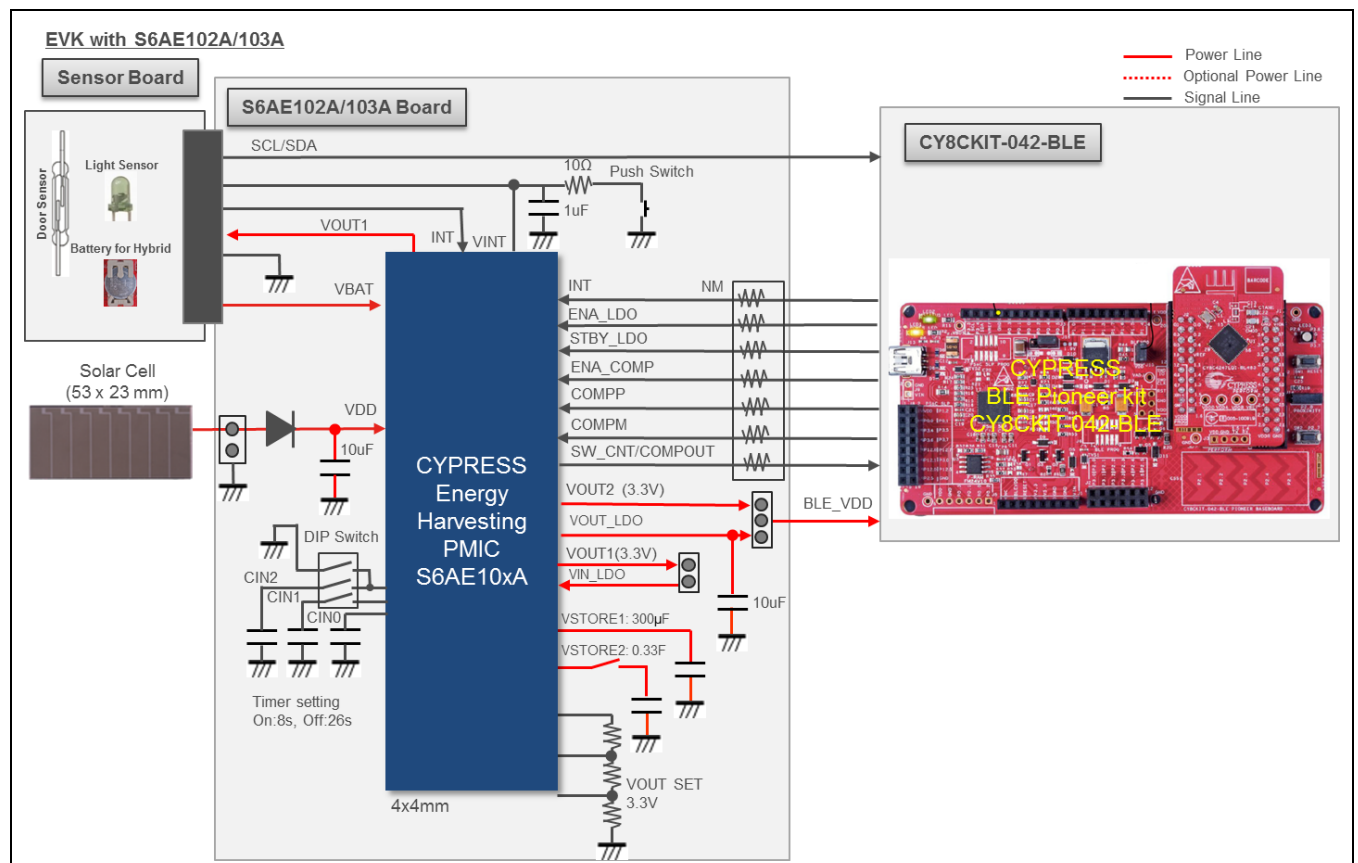 EVK with S6AE102A/103A
Power Line
Optional Power Line
Signal Line
Sensor Board
S6AE102A/103A Board
CY8CKIT-042-BLE
SCL/SDA
Door Sensor
Light Sensor
Battery for Hybrid
10Ω
Push Switch
1uF
VOUT1
INT
VINT
VBAT
INT
NM
ENA_LDO
STBY_LDO
ENA_COMP
COMPP
COMPM
SW_CNT/COMPOUT
Solar Cell
(53 x 23 mm)
VDD
10uF
CYPRESS
Energy
Harvesting
PMIC
S6AE10xA
4x4mm
VOUT2 (3.3V)
VOUT_LDO
VOUT1(3.3V)
VIN_LDO
BLE_VDD
10uF
VSTORE1: 300µF
VSTORE2: 0.33F
DIP Switch
CIN2
CIN1
CIN0
Timer setting
On:8s, Off:26s
VOUT SET
3.3V
CYPRESS
BLE Pioneer kit
CY8CKIT-042-BLE
CY8CKIT-042-BLE PIONEER BASEBOARD